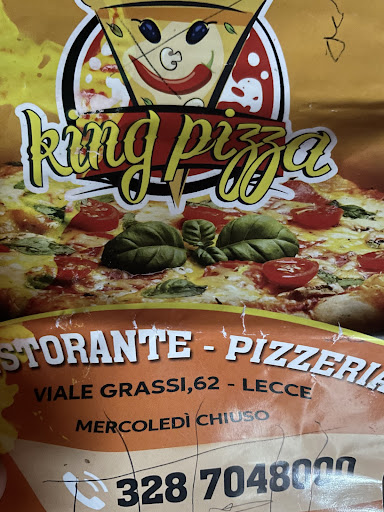 king pizza
STORANTE - PIZZERIA
VIALE GRASSI,62 - LECCE
MERCOLEDÌ CHIUSO
328 7048000